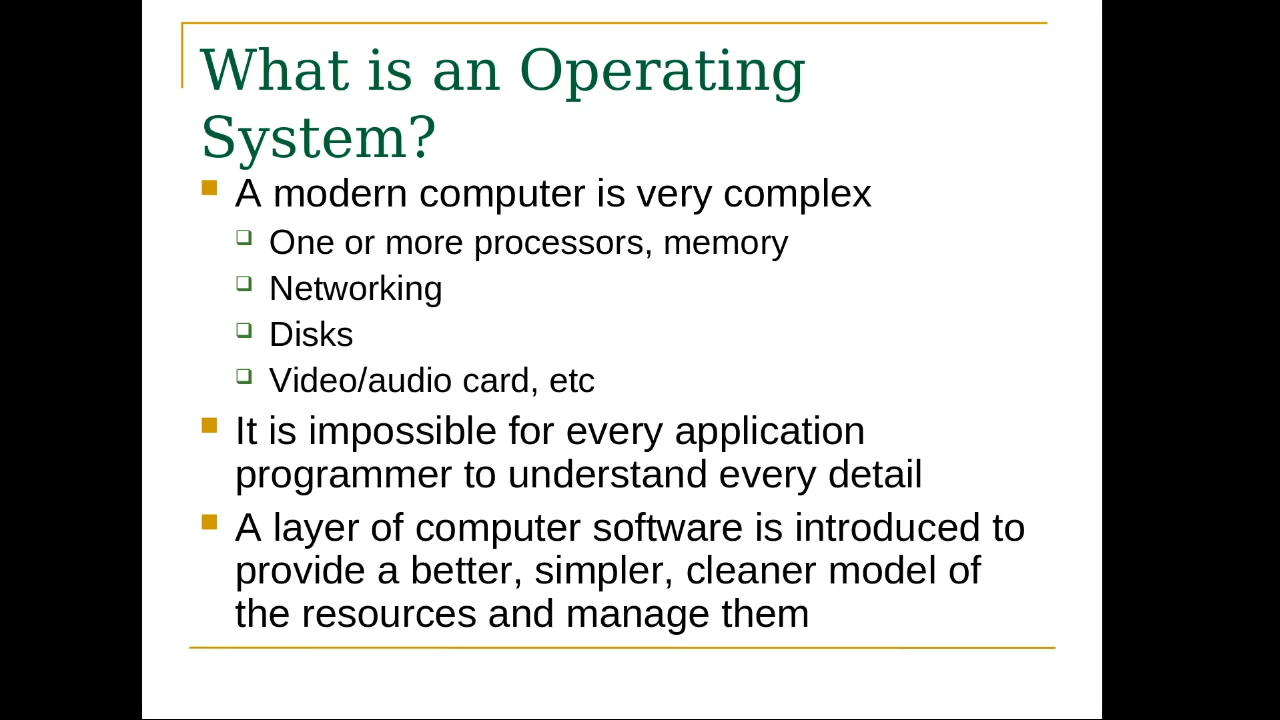 What is an Operating
System?
A modern computer is very complex
One or more processors, memory
Networking
Disks
Video/audio card, etc
It is impossible for every application
programmer to understand every detail
A layer of computer software is introduced to
provide a better, simpler, cleaner model of
the resources and manage them